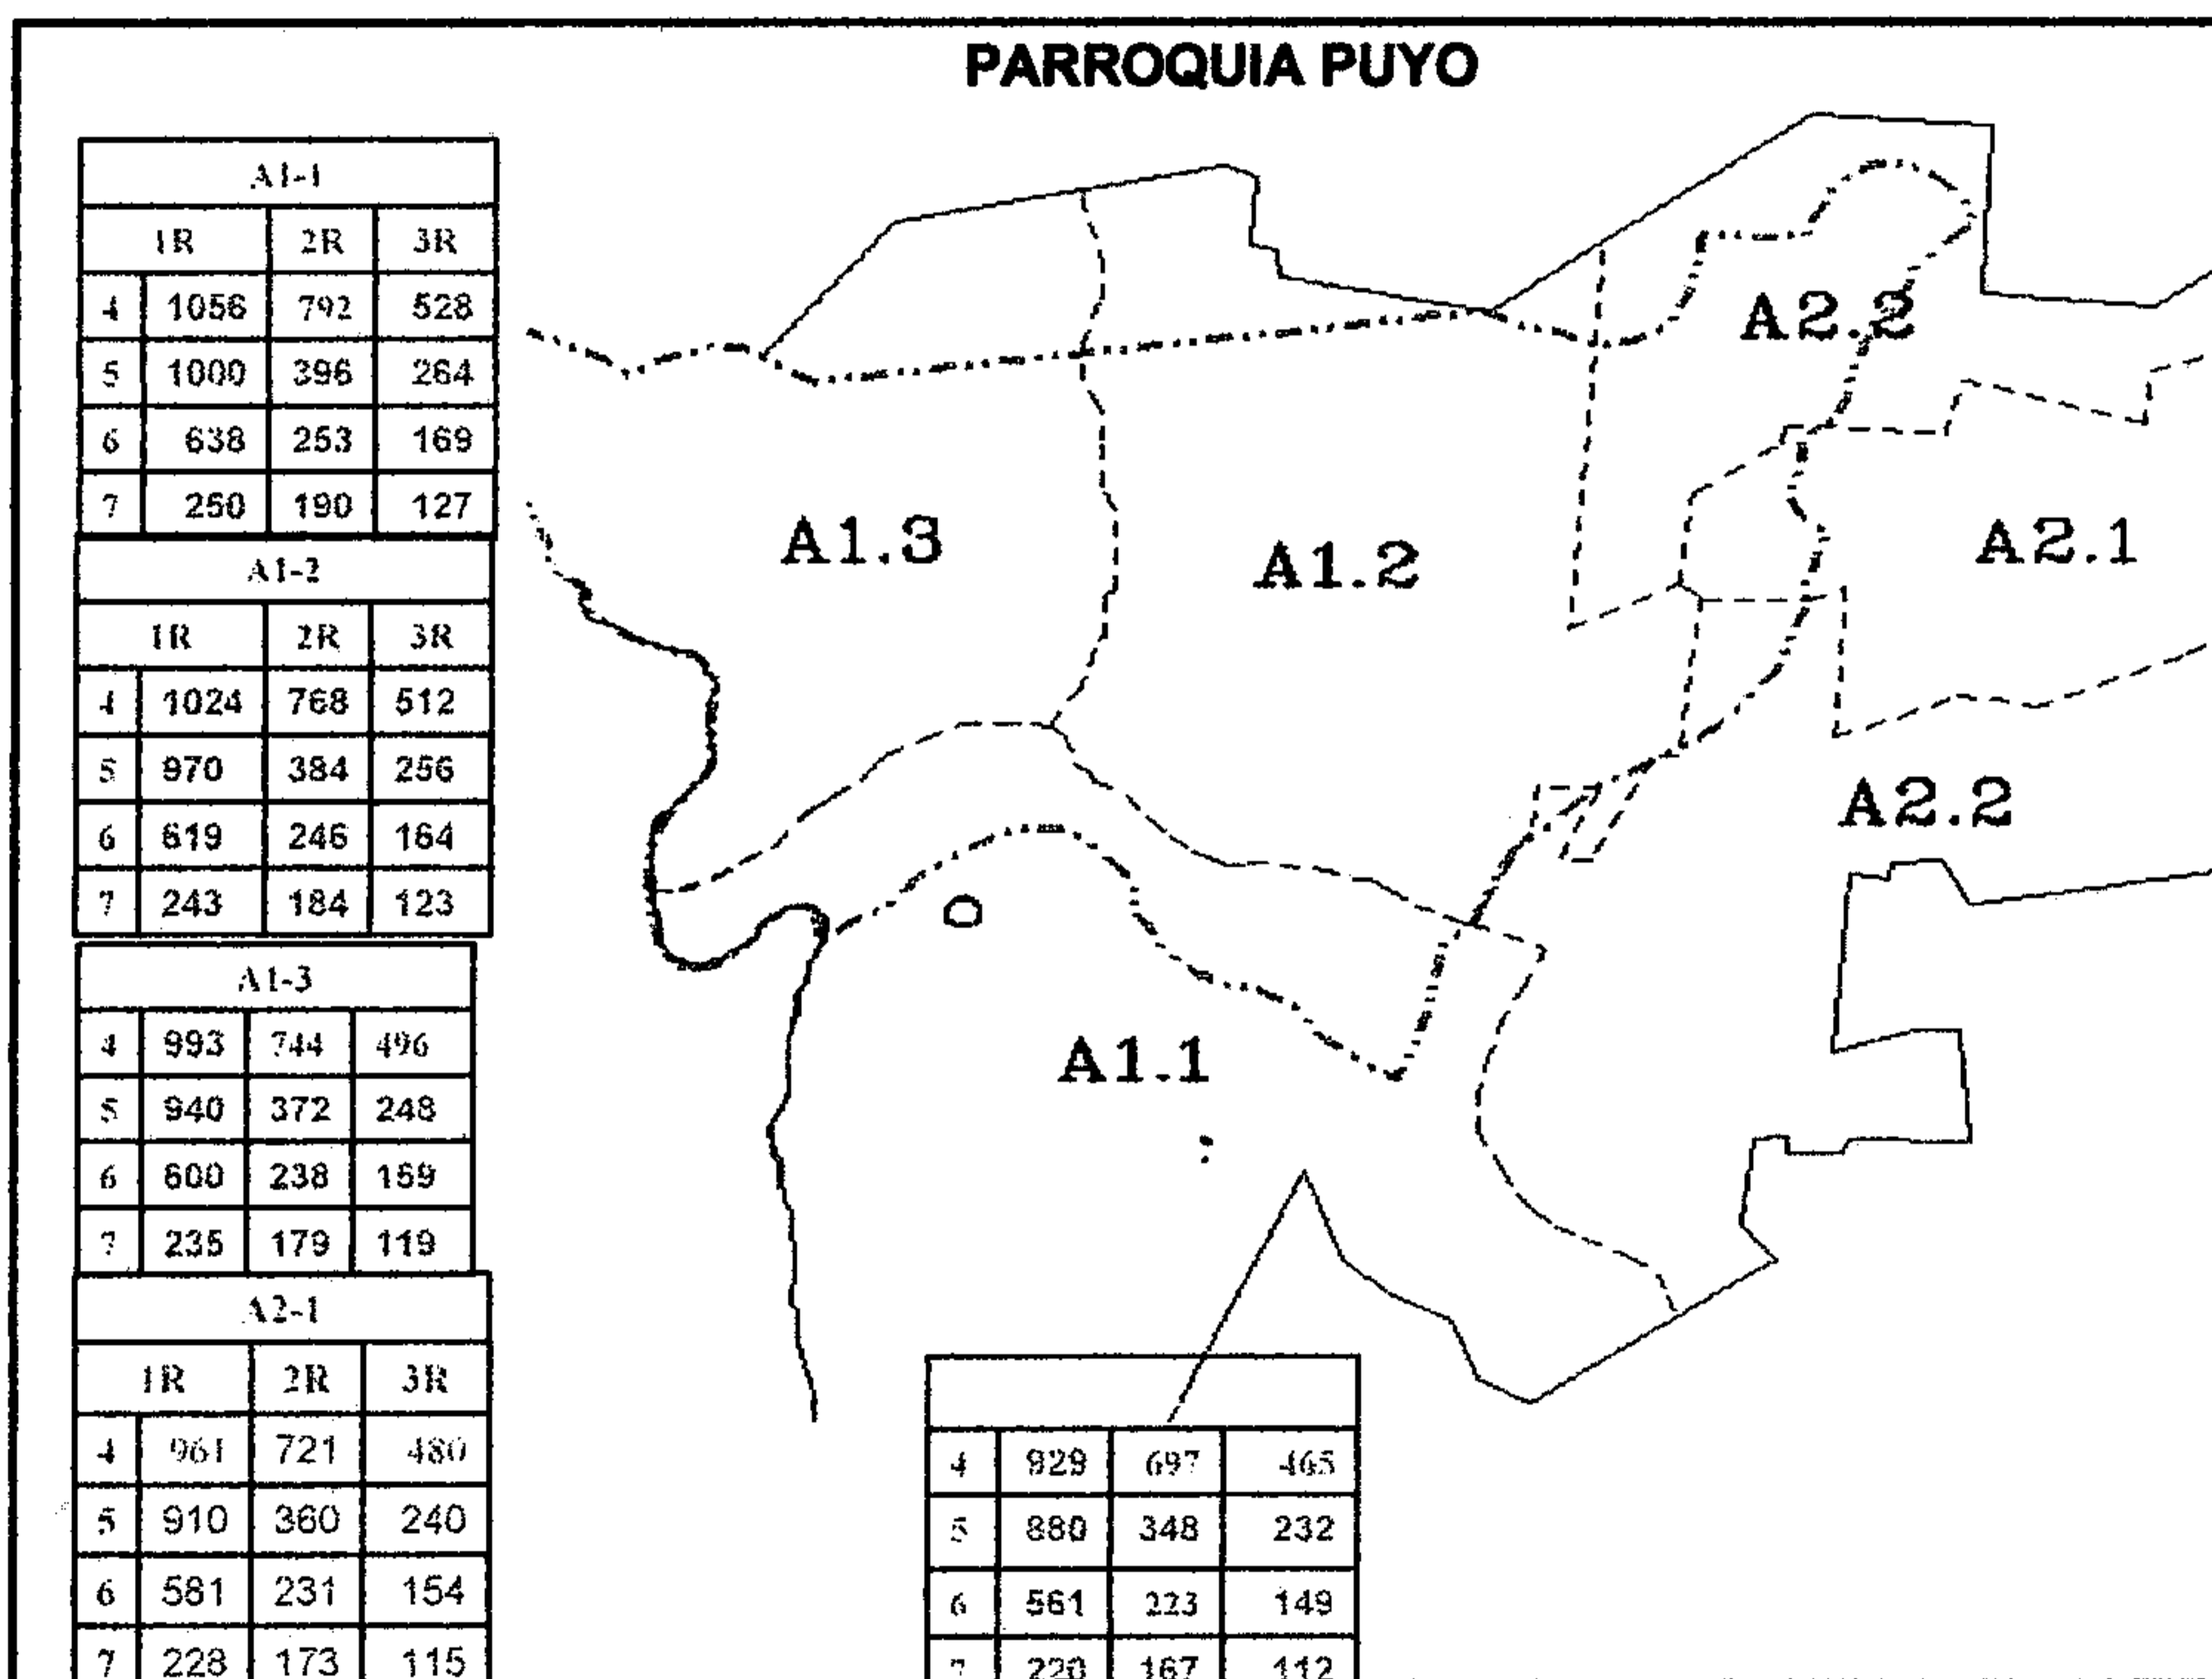 PARROQUIA PUYO
A1-1
1R 2R 3R
4 1056 792 528
5 1000 396 264
6 638 253 169
7 250 190 127
A1-2
1R 2R 3R
4 1024 768 512
5 970 384 256
6 619 246 164
7 243 184 123
A1-3
4 993 744 496
5 940 372 248
6 600 238 159
7 235 179 119
A2-1
1R 2R 3R
4 961 721 480
5 910 360 240
6 581 231 154
7 228 173 115
A2.2
A1.3
A1.2
A2.1
A2.2
A1.1
4 929 697 465
5 880 348 232
6 561 223 149
7 220 167 112